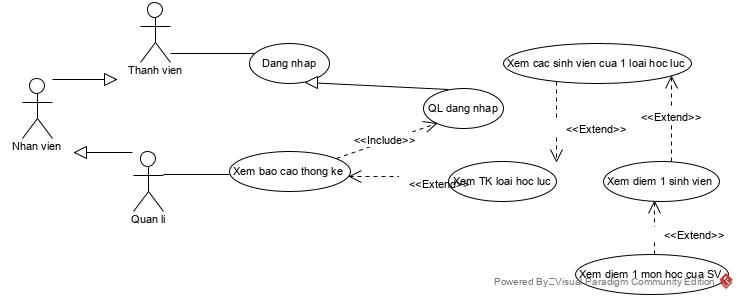 Thanh vien
Dang nhap
Xem cac sinh vien cua 1 loai hoc luc
QL dang nhap
<<Extend>>
<<Extend>>
Nhan vien
<<Include>>
Xem bao cao thong ke
<<Extend>>
Xem TK loai hoc luc
Xem diem 1 sinh vien
Quan li
<<Extend>>
Xem diem 1 mon hoc cua SV
Powered By Visual Paradigm Community Edition